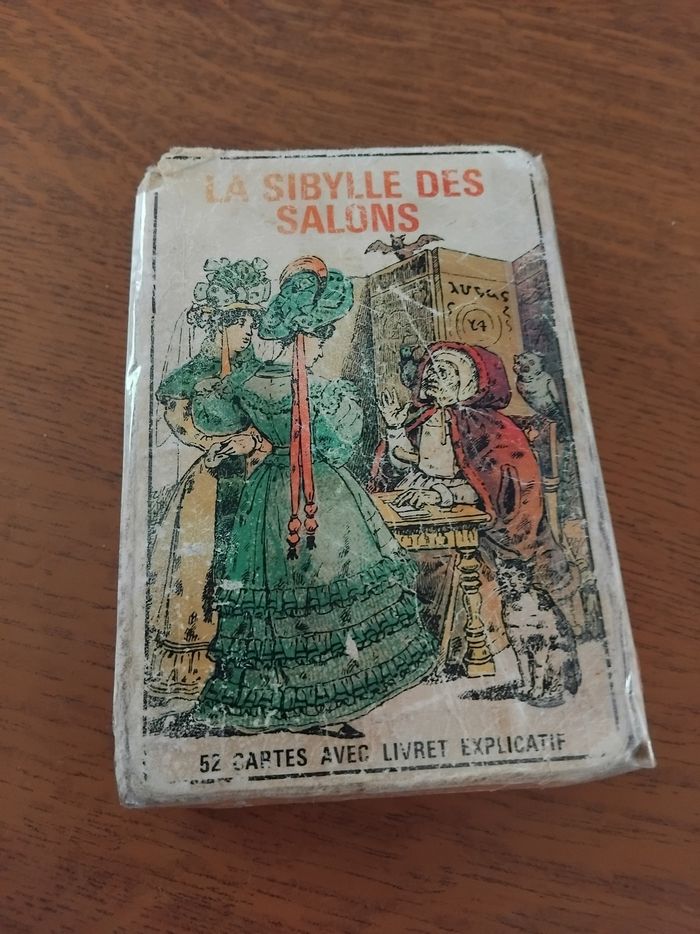 LA SIBYLLE DES
SALONS
52 CARTES AVEC LIVRET EXPLICATIF